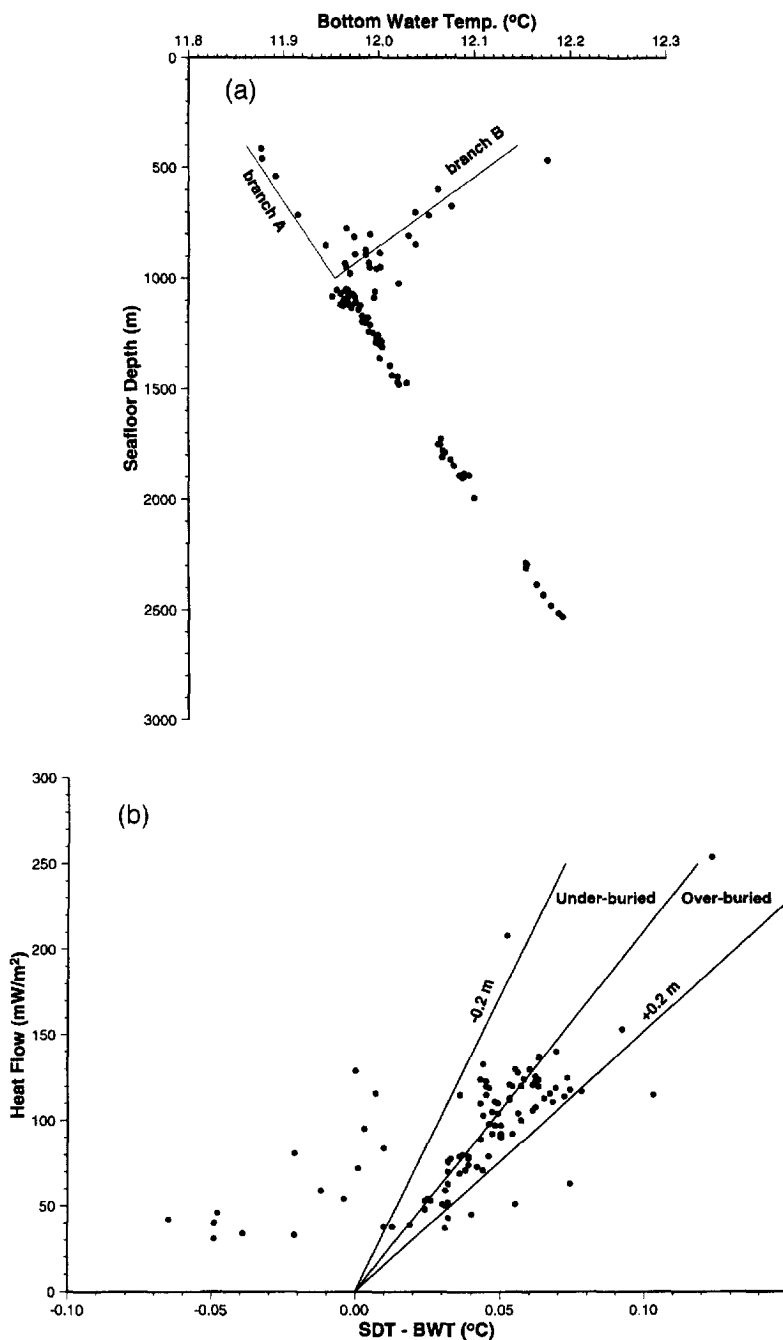 Bottom Water Temp. (°C)
11.8 11.9 12.0 12.1 12.2 12.3
0
(a)
500
branch A
branch B
1000
1500
2000
2500
3000
Seafloor Depth (m)
300
(b)
250
Under-buried
Over-buried
200
-0.2 m
+0.2 m
150
100
50
0
Heat Flow (mW/m²)
-0.10 -0.05 0.00 0.05 0.10
SDT - BWT (°C)